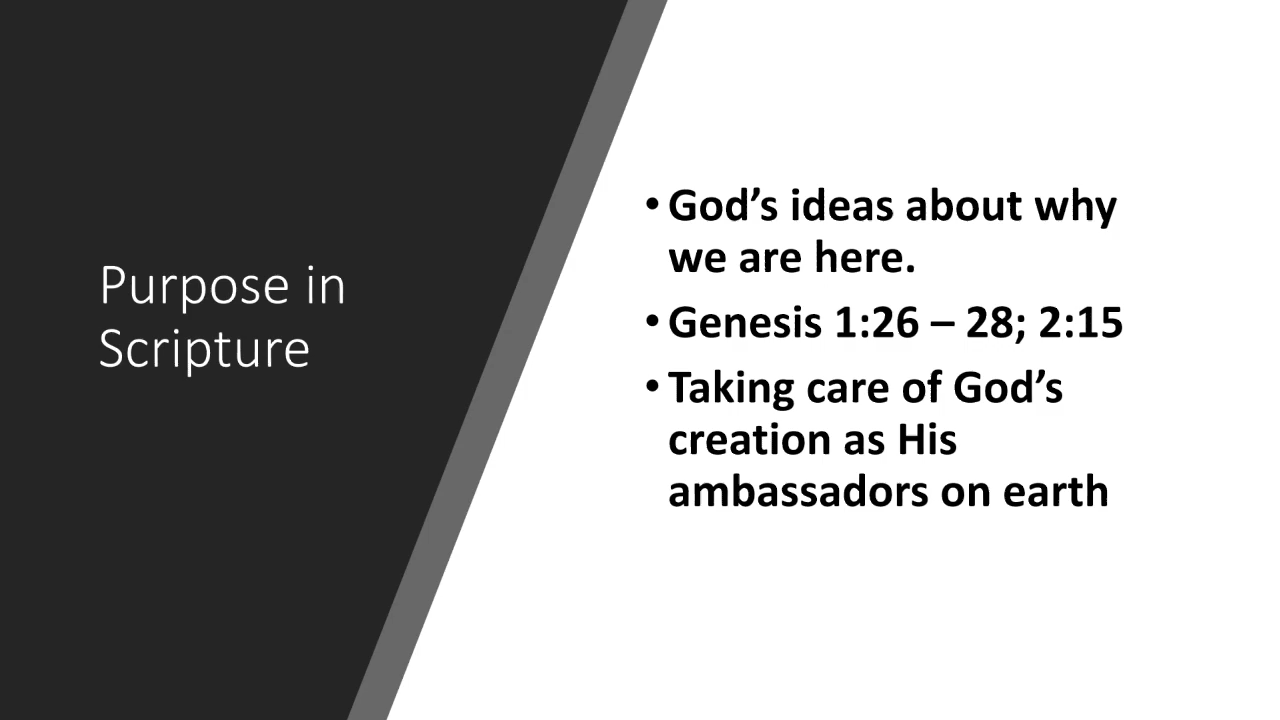 Purpose in
Scripture
• God’s ideas about why
we are here.
• Genesis 1:26 – 28; 2:15
• Taking care of God’s
creation as His
ambassadors on earth